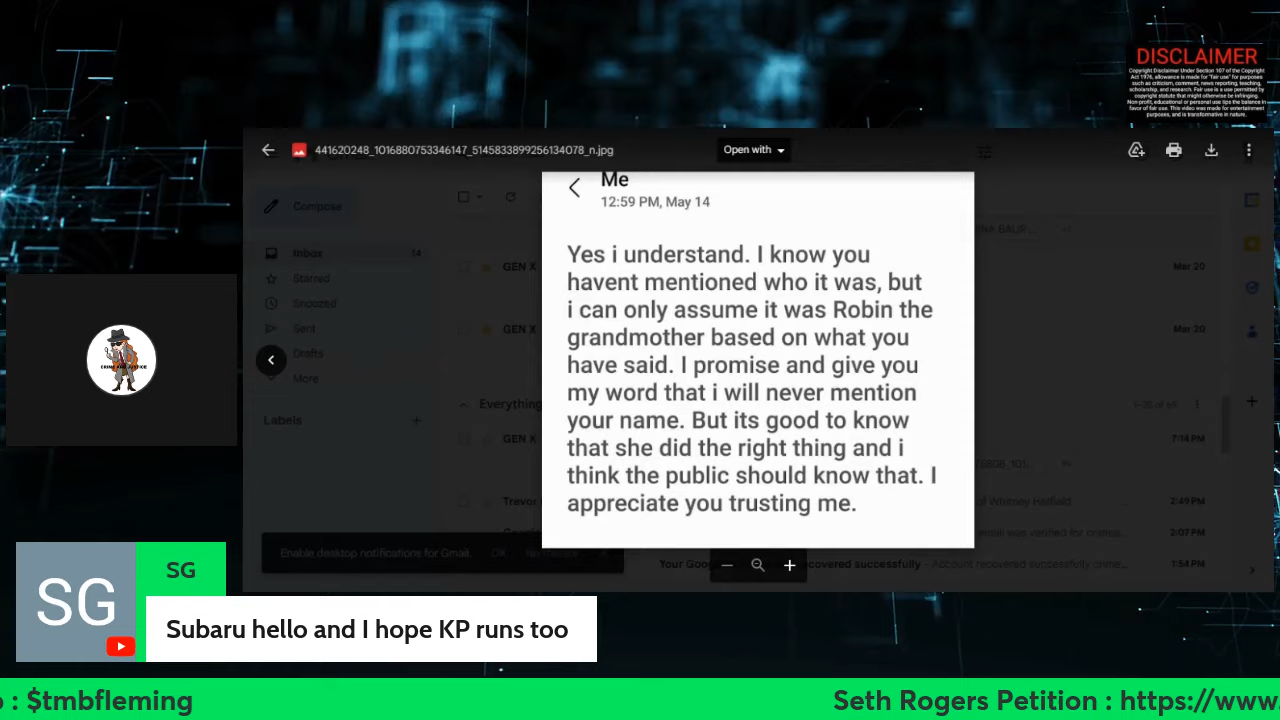 DISCLAIMER
Copyright Disclaimer Under Section 107 of the Copyright
Act 1976, allowance is made for "fair use" for purposes
such as criticism, comment, news reporting, teaching,
scholarship, and research. Fair use is a use permitted by
copyright statute that might otherwise be infringing.
Non-profit, educational or personal use tips the balance in
favor of fair use. This video was made for entertainment
purposes, and is transformative in nature.
441620248_1016880753346147_5145833899256134078_n.jpg
Open with
Me
12:59 PM, May 14
Yes i understand. I know you
havent mentioned who it was, but
i can only assume it was Robin the
grandmother based on what you
have said. I promise and give you
my word that i will never mention
your name. But its good to know
that she did the right thing and i
think the public should know that. I
appreciate you trusting me.
Compose
Inbox 14
Starred
Snoozed
Sent
Drafts
More
Labels
GEN X
Mar 20
GEN X
Mar 20
Everything
GEN X
7:14 PM
Trevor
2:49 PM
2:07 PM
Your Goog
covered successfully - Account recovered successfully crime...
1:54 PM
Enable desktop notifications for Gmail. OK No thanks
CRIME AND JUSTICE
SG
SG
Subaru hello and I hope KP runs too
: $tmbfleming
Seth Rogers Petition : https://www.